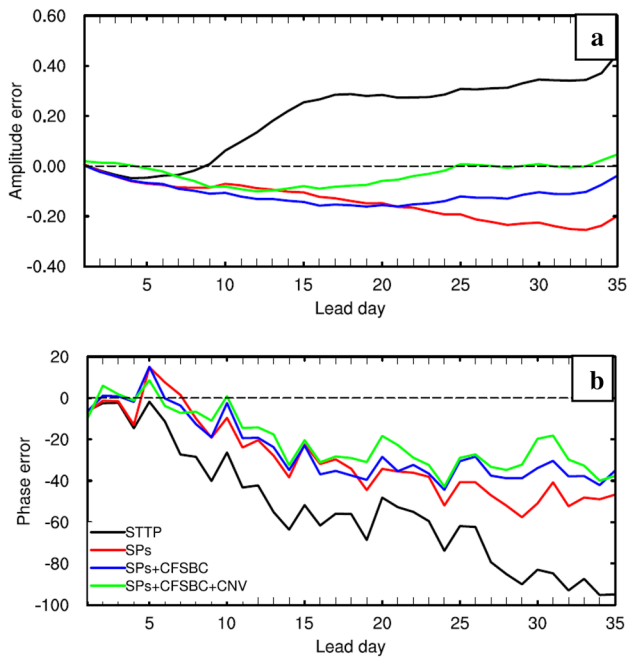 0.60
a
0.40
0.20
0.00
-0.20
-0.40
Amplitude error
5 10 15 20 25 30 35
Lead day
20
b
0
-20
-40
-60
-80
-100
Phase error
STTP
SPs
SPs+CFSBC
SPs+CFSBC+CNV
5 10 15 20 25 30 35
Lead day